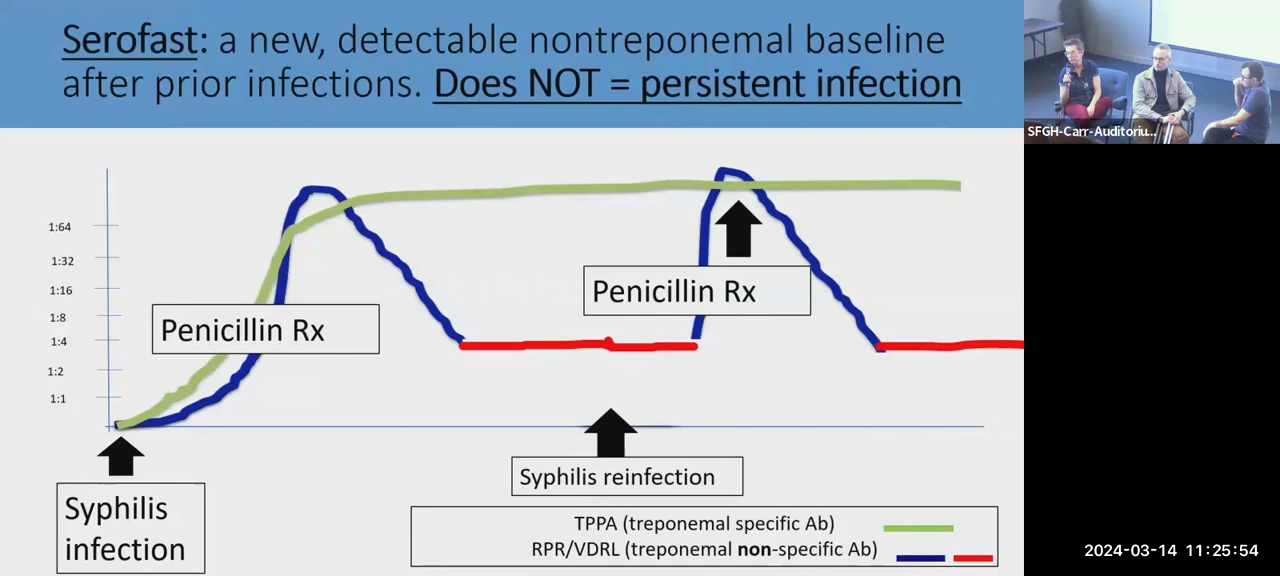 Serofast: a new, detectable nontreponemal baseline
after prior infections. Does NOT = persistent infection
SFGH-Carr-Auditoriu...
1:64
1:32
1:16
1:8
1:4
1:2
1:1
Penicillin Rx
Penicillin Rx
Syphilis
infection
Syphilis reinfection
TPPA (treponemal specific Ab)
RPR/VDRL (treponemal non-specific Ab)
2024-03-14 11:25:54